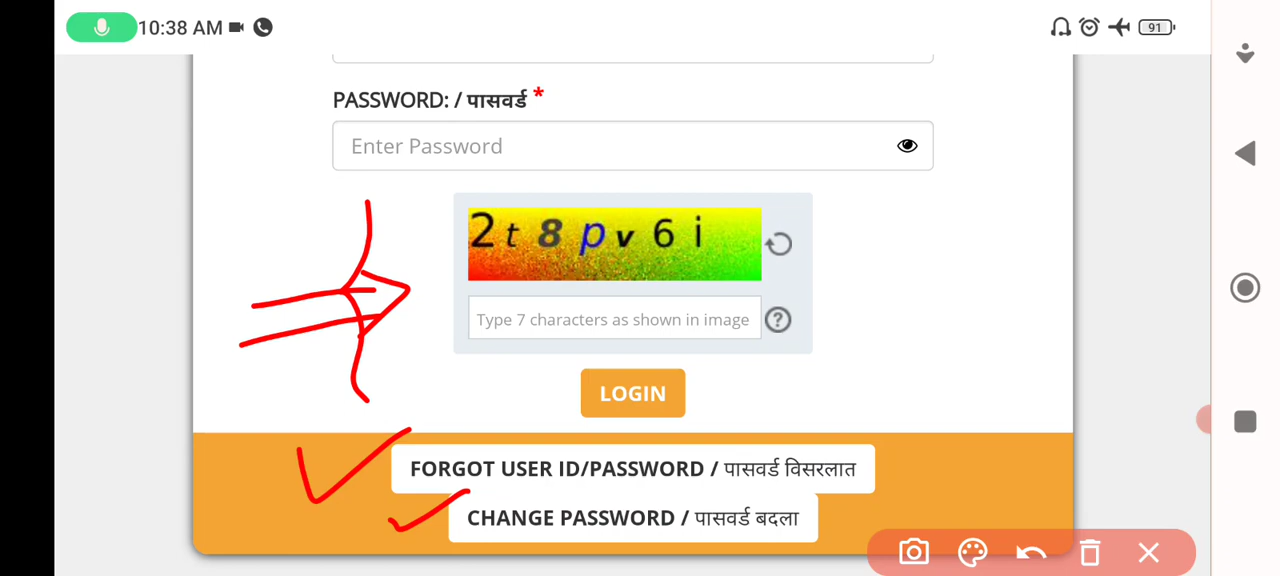 10:38 AM
91
PASSWORD: / पासवर्ड *
Enter Password
2t8pv6i
Type 7 characters as shown in image
?
LOGIN
FORGOT USER ID/PASSWORD / पासवर्ड विसरलात
CHANGE PASSWORD / पासवर्ड बदला